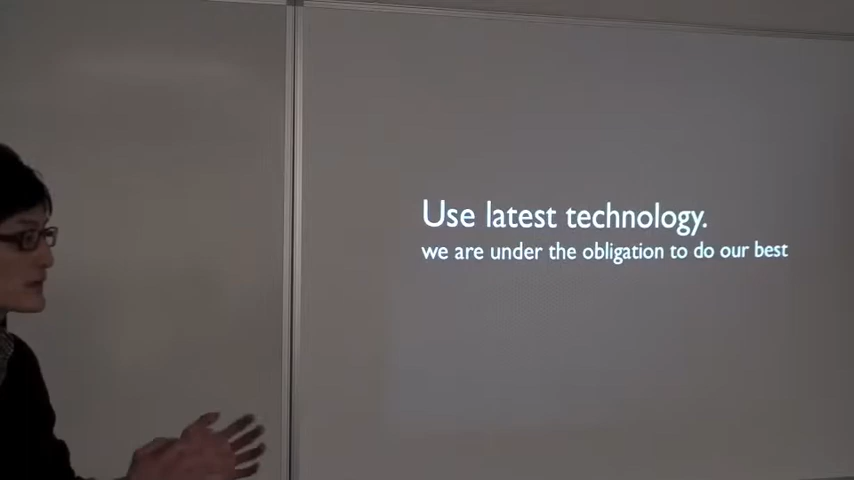 Use latest technology.
we are under the obligation to do our best